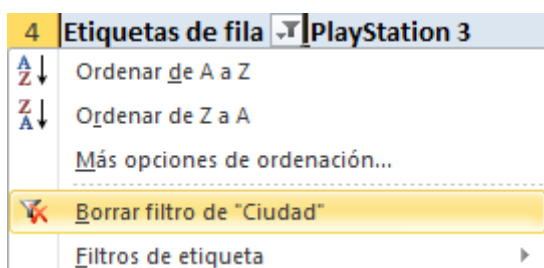 4 Etiquetas de fila PlayStation 3
Ordenar de A a Z
Ordenar de Z a A
Más opciones de ordenación...
Borrar filtro de "Ciudad"
Filtros de etiqueta